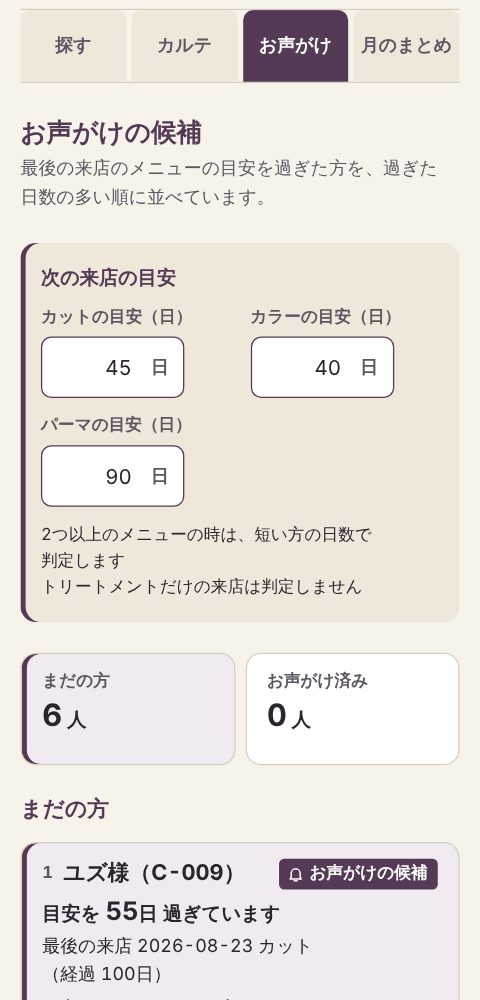 探す
カルテ
お声がけ
月のまとめ
お声がけの候補
最後の来店のメニューの目安を過ぎた方を、過ぎた
日数の多い順に並べています。
次の来店の目安
カットの目安（日）
カラーの目安（日）
45 日
40 日
パーマの目安（日）
90 日
2つ以上のメニューの時は、短い方の日数で
判定します
トリートメントだけの来店は判定しません
まだの方
6人
お声がけ済み
0人
まだの方
1 ユズ様（C-009）
お声がけの候補
目安を 55日 過ぎています
最後の来店 2026-08-23 カット
（経過 100日）